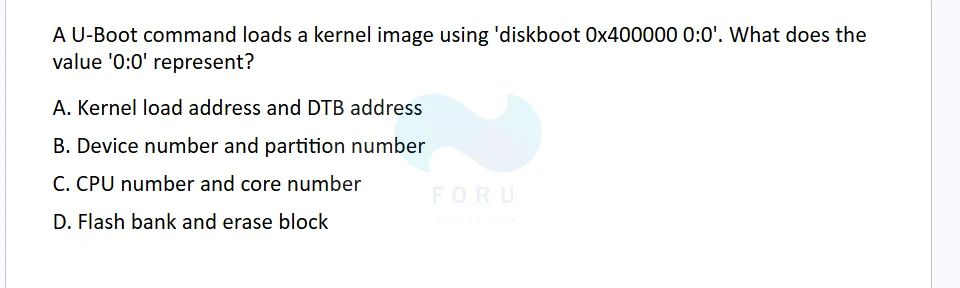 A U-Boot command loads a kernel image using 'diskboot 0x400000 0:0'. What does the
value '0:0' represent?
A. Kernel load address and DTB address
B. Device number and partition number
C. CPU number and core number
D. Flash bank and erase block
FORU